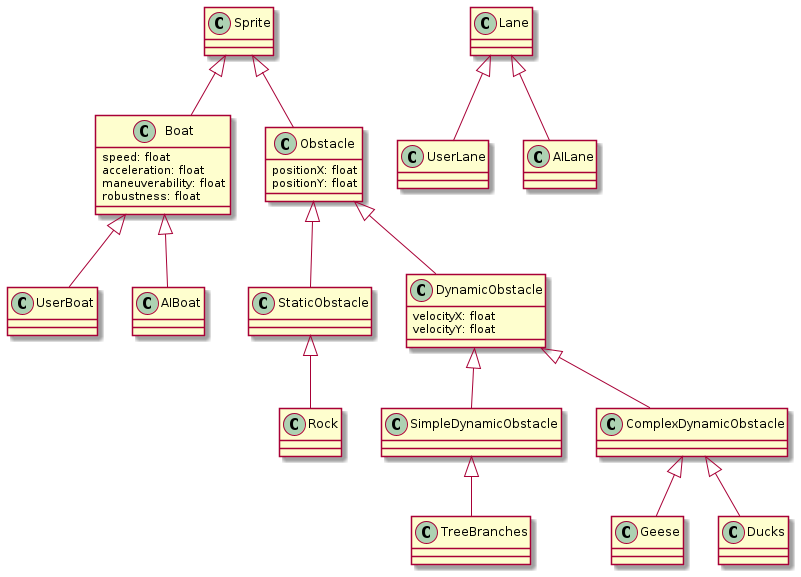 C Sprite
C Lane
C Boat
speed: float
acceleration: float
maneuverability: float
robustness: float
C Obstacle
positionX: float
positionY: float
C UserLane
C AILane
C UserBoat
C AIBoat
C StaticObstacle
C DynamicObstacle
velocityX: float
velocityY: float
C Rock
C SimpleDynamicObstacle
C ComplexDynamicObstacle
C TreeBranches
C Geese
C Ducks